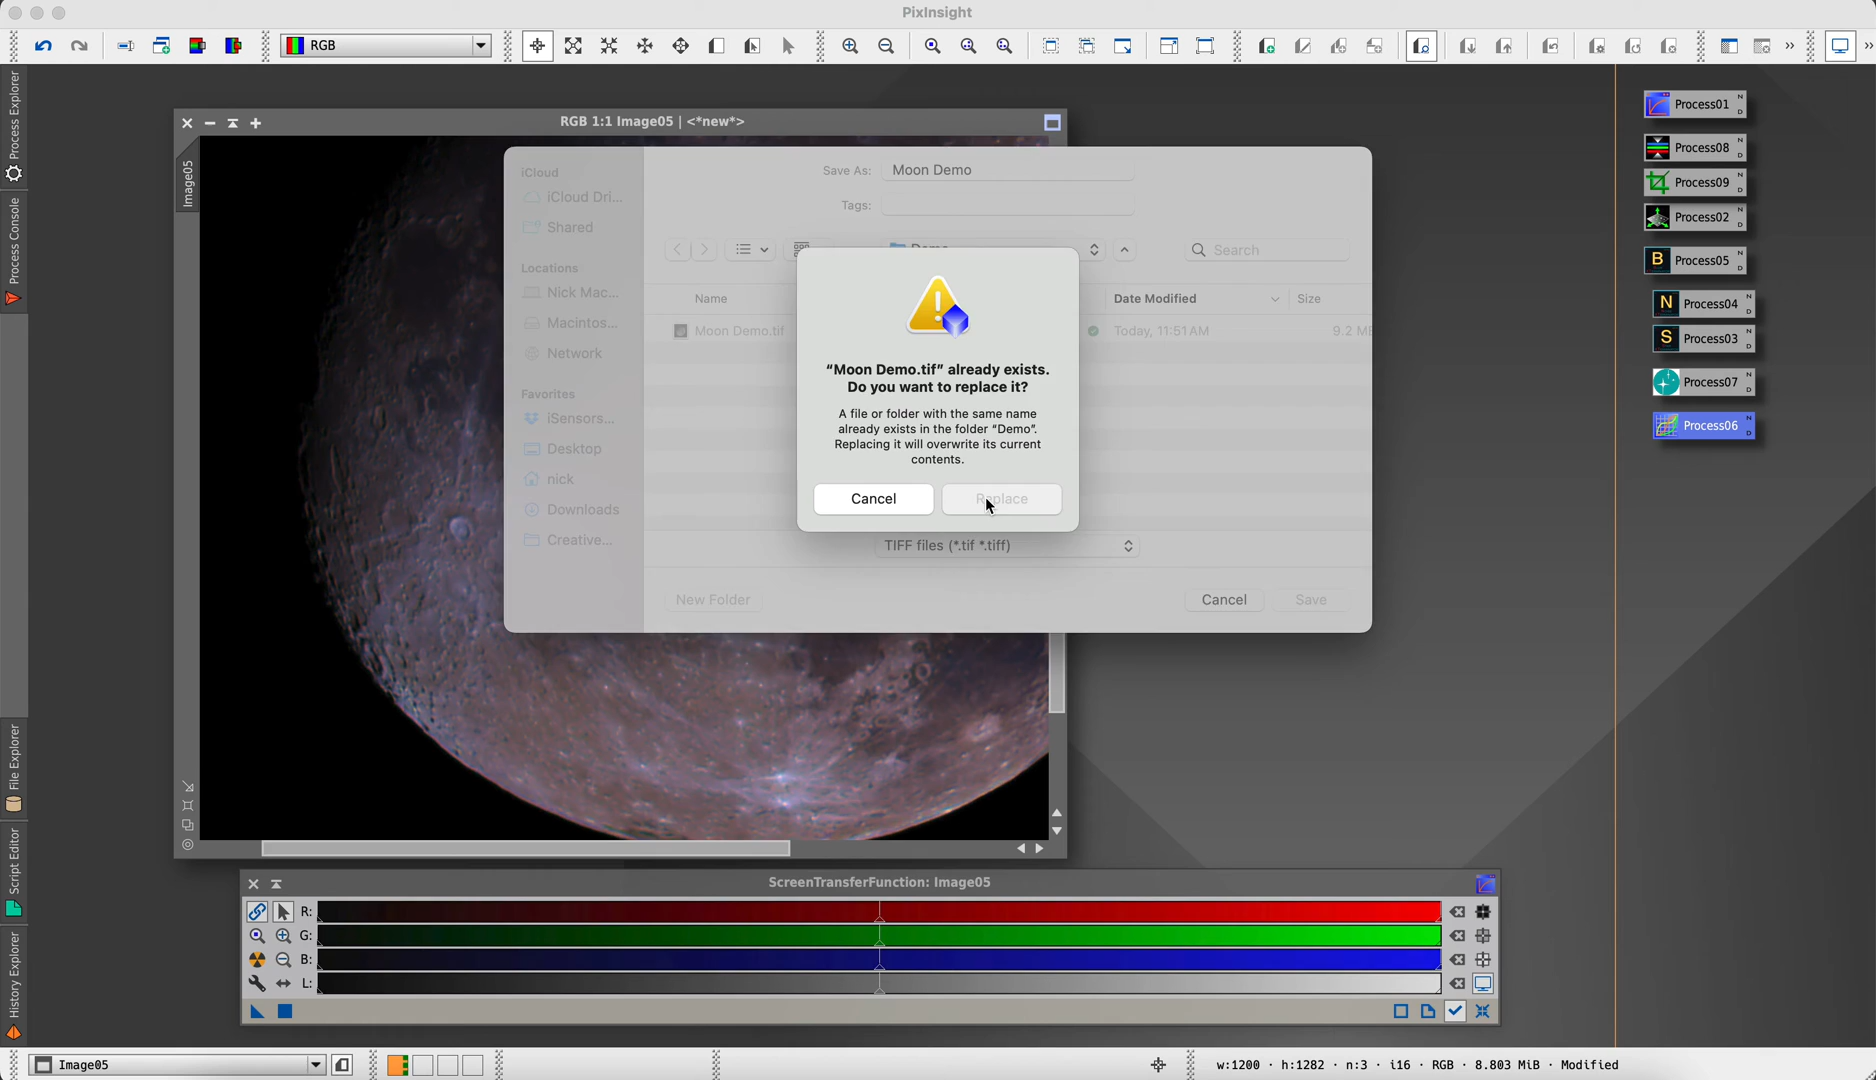 PixInsight
RGB
Process Explorer
Process Console
File Explorer
Script Editor
History Explorer
RGB 1:1 Image05 | <*new*>
Image05
iCloud
iCloud Dri...
Shared
Locations
Nick Mac...
Macintos...
Network
Favorites
iSensors...
Desktop
nick
Downloads
Creative...
Save As: Moon Demo
Tags:
Search
Name
Date Modified
Size
Moon Demo.tif
Today, 11:51 AM
“Moon Demo.tif” already exists.
Do you want to replace it?
A file or folder with the same name
already exists in the folder “Demo”.
Replacing it will overwrite its current
contents.
Cancel
Replace
TIFF files (*.tif *.tiff)
New Folder
Cancel
Save
Process01
N
D
Process08
N
D
Process09
N
D
Process02
N
D
B
Process05
N
D
N
Process04
N
D
S
Process03
N
D
Process07
N
D
Process06
N
D
ScreenTransferFunction: Image05
R:
G:
B:
L:
Image05
w:1200 · h:1282 · n:3 · i16 · RGB · 8.803 MiB · Modified